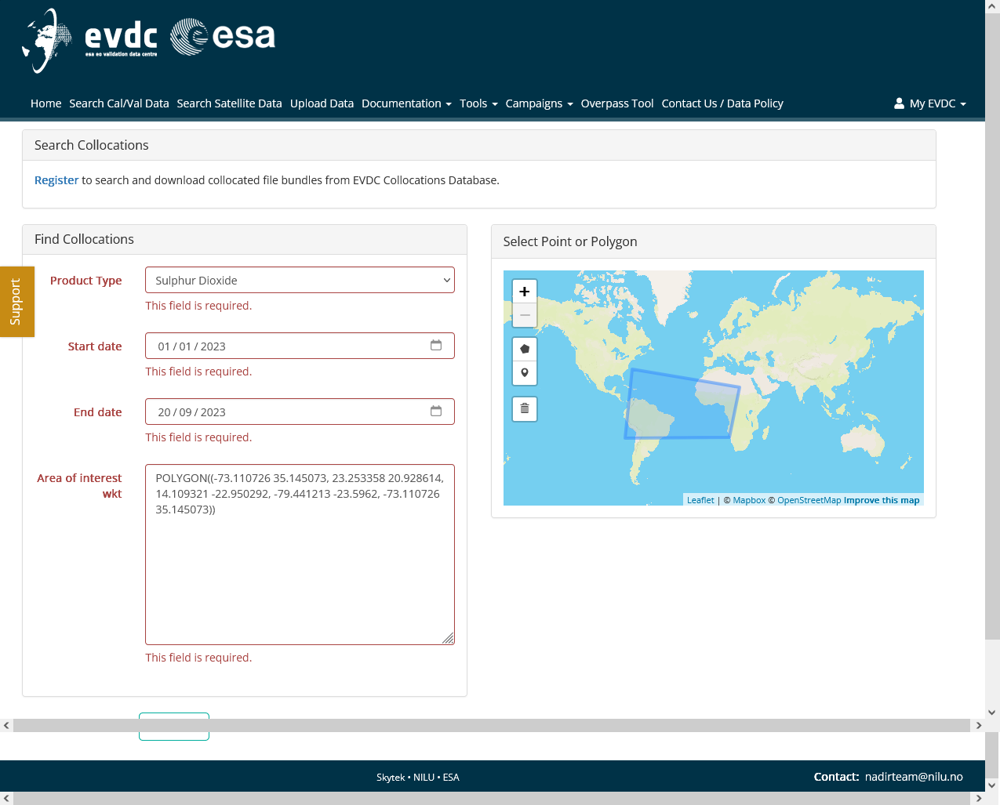 evdc
esa eo validation data centre
esa
Home Search Cal/Val Data Search Satellite Data Upload Data Documentation Tools Campaigns Overpass Tool Contact Us / Data Policy My EVDC
Search Collocations
Register to search and download collocated file bundles from EVDC Collocations Database.
Find Collocations
Product Type
Sulphur Dioxide
This field is required.
Start date
01 / 01 / 2023
This field is required.
End date
20 / 09 / 2023
This field is required.
Area of interest
wkt
POLYGON((-73.110726 35.145073, 23.253358 20.928614,
14.109321 -22.950292, -79.441213 -23.5962, -73.110726
35.145073))
This field is required.
Support
Select Point or Polygon
+
−
Leaflet | © Mapbox © OpenStreetMap Improve this map
Skytek • NILU • ESA
Contact: nadirteam@nilu.no